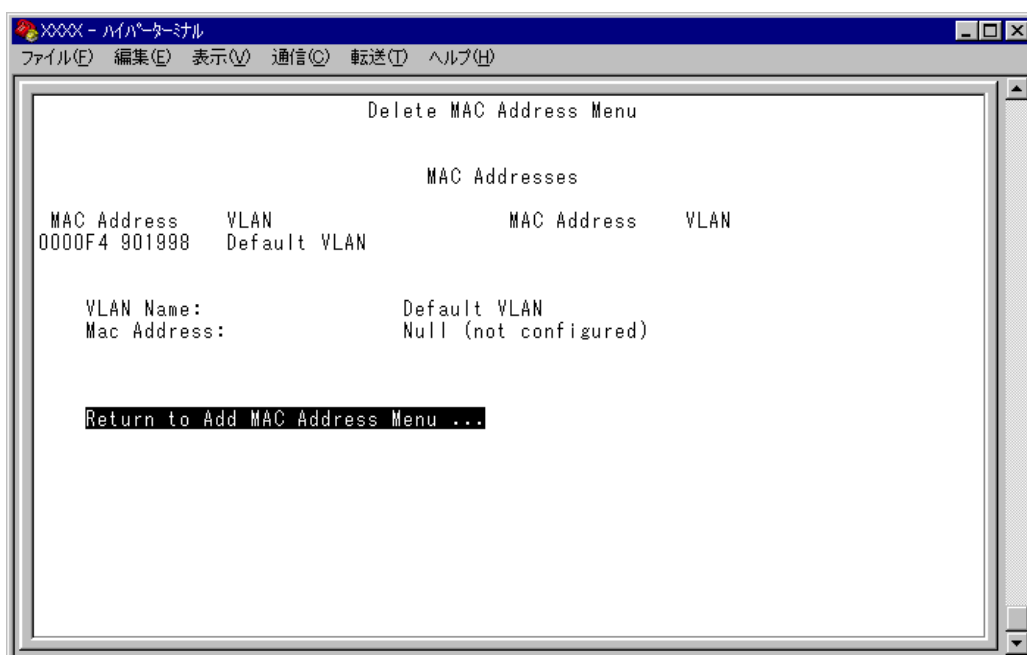 XXXX - ハイパーターミナル
ファイル(F) 編集(E) 表示(V) 通信(C) 転送(T) ヘルプ(H)
Delete MAC Address Menu
MAC Addresses
MAC Address VLAN MAC Address VLAN
0000F4 901998 Default VLAN
VLAN Name: Default VLAN
Mac Address: Null (not configured)
Return to Add MAC Address Menu ...